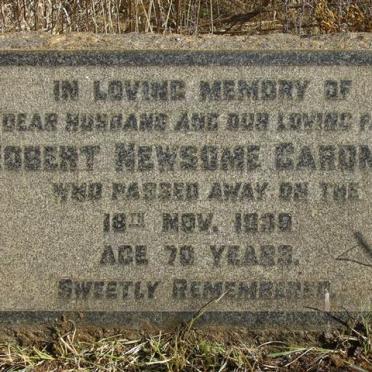 IN LOVING MEMORY OF
DEAR HUSBAND AND OUR LOVING
NEWSOME
WHO PASSED AWAY ON THE
18TH NOV. 1939
AGE 70 YEARS.
SWEETLY REMEMBERED